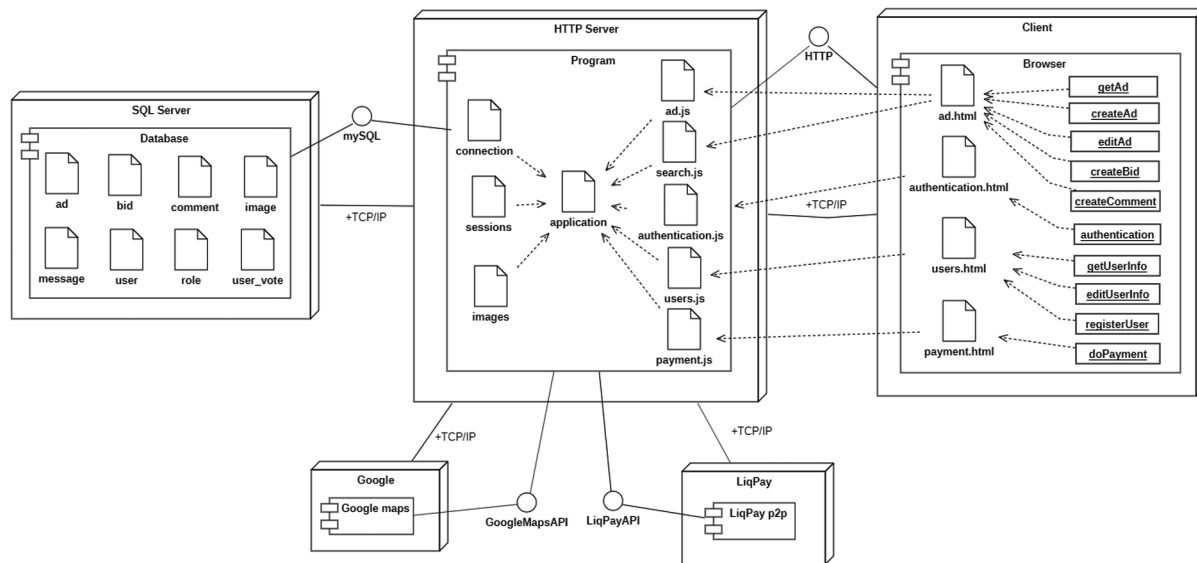 HTTP Server
Client
HTTP
Program
Browser
SQL Server
Database
mySQL
+TCP/IP
ad
bid
comment
image
message
user
role
user_vote
connection
sessions
images
application
ad.js
search.js
authentication.js
users.js
payment.js
+TCP/IP
ad.html
authentication.html
users.html
payment.html
getAd
createAd
editAd
createBid
createComment
authentication
getUserInfo
editUserInfo
registerUser
doPayment
+TCP/IP
+TCP/IP
Google
Google maps
GoogleMapsAPI
LiqPayAPI
LiqPay
LiqPay p2p